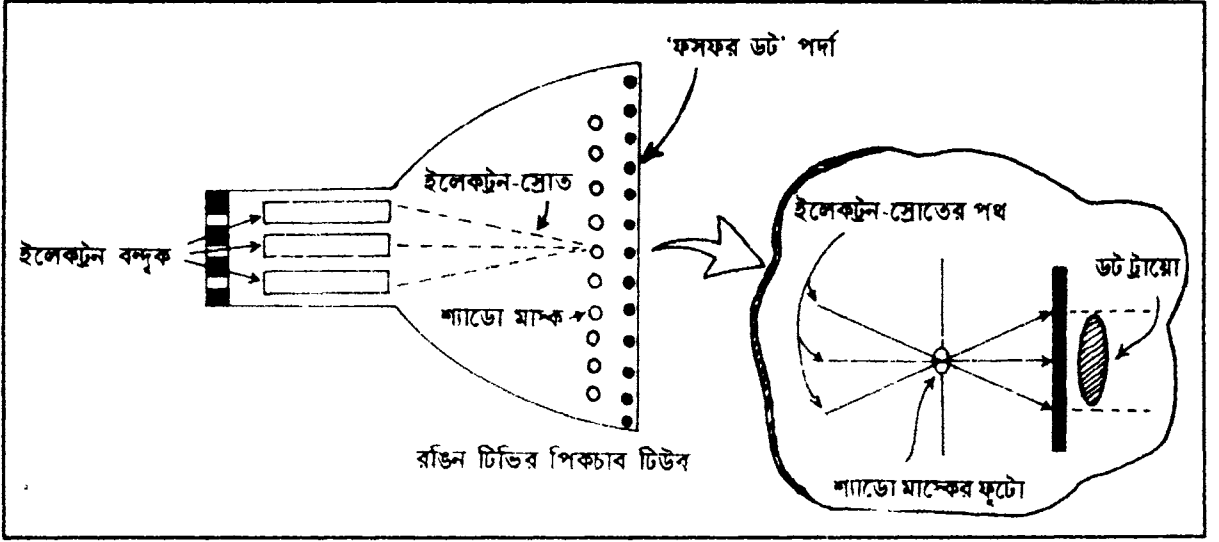 'ফসফর ডট' পর্দা
ইলেকট্রন-স্রোত
ইলেকট্রন বন্দুক
শ্যাডো মাস্ক
রঙিন টিভির পিকচাব টিউব
ইলেকট্রন-স্রোতের পথ
ডট ট্রায়ো
শ্যাডো মাস্কের ফুটো